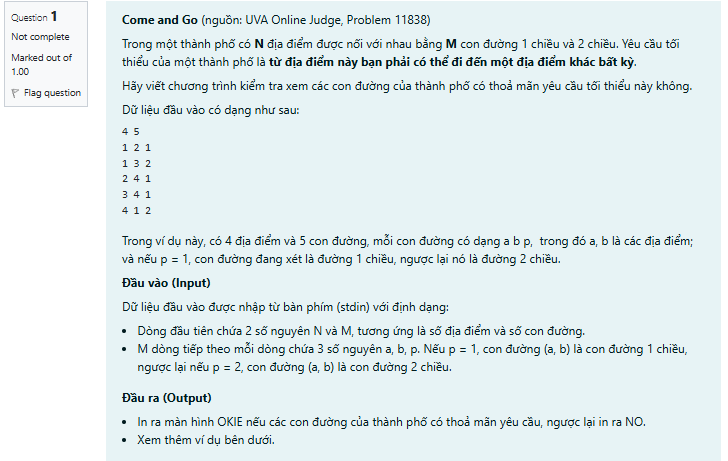 Question 1
Not complete
Marked out of
1.00
Flag question
Come and Go (nguồn: UVA Online Judge, Problem 11838)
Trong một thành phố có N địa điểm được nối với nhau bằng M con đường 1 chiều và 2 chiều. Yêu cầu tối
thiểu của một thành phố là từ địa điểm này bạn phải có thể đi đến một địa điểm khác bất kỳ.
Hãy viết chương trình kiểm tra xem các con đường của thành phố có thoả mãn yêu cầu tối thiểu này không.
Dữ liệu đầu vào có dạng như sau:
4 5
1 2 1
1 3 2
2 4 1
3 4 1
4 1 2
Trong ví dụ này, có 4 địa điểm và 5 con đường, mỗi con đường có dạng a b p, trong đó a, b là các địa điểm;
và nếu p = 1, con đường đang xét là đường 1 chiều, ngược lại nó là đường 2 chiều.
Đầu vào (Input)
Dữ liệu đầu vào được nhập từ bàn phím (stdin) với định dạng:
• Dòng đầu tiên chứa 2 số nguyên N và M, tương ứng là số địa điểm và số con đường.
• M dòng tiếp theo mỗi dòng chứa 3 số nguyên a, b, p. Nếu p = 1, con đường (a, b) là con đường 1 chiều,
ngược lại nếu p = 2, con đường (a, b) là con đường 2 chiều.
Đầu ra (Output)
• In ra màn hình OKIE nếu các con đường của thành phố có thoả mãn yêu cầu, ngược lại in ra NO.
• Xem thêm ví dụ bên dưới.